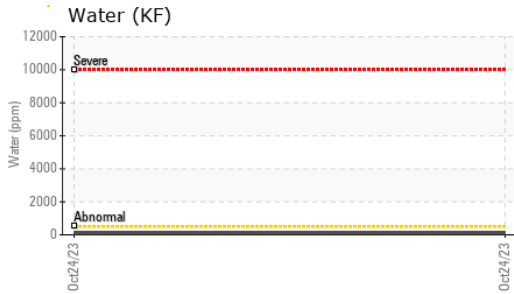 Water (KF)
12000
Severe
10000
8000
6000
4000
2000
Abnormal
0
Water (ppm)
Oct24/23
Oct24/23